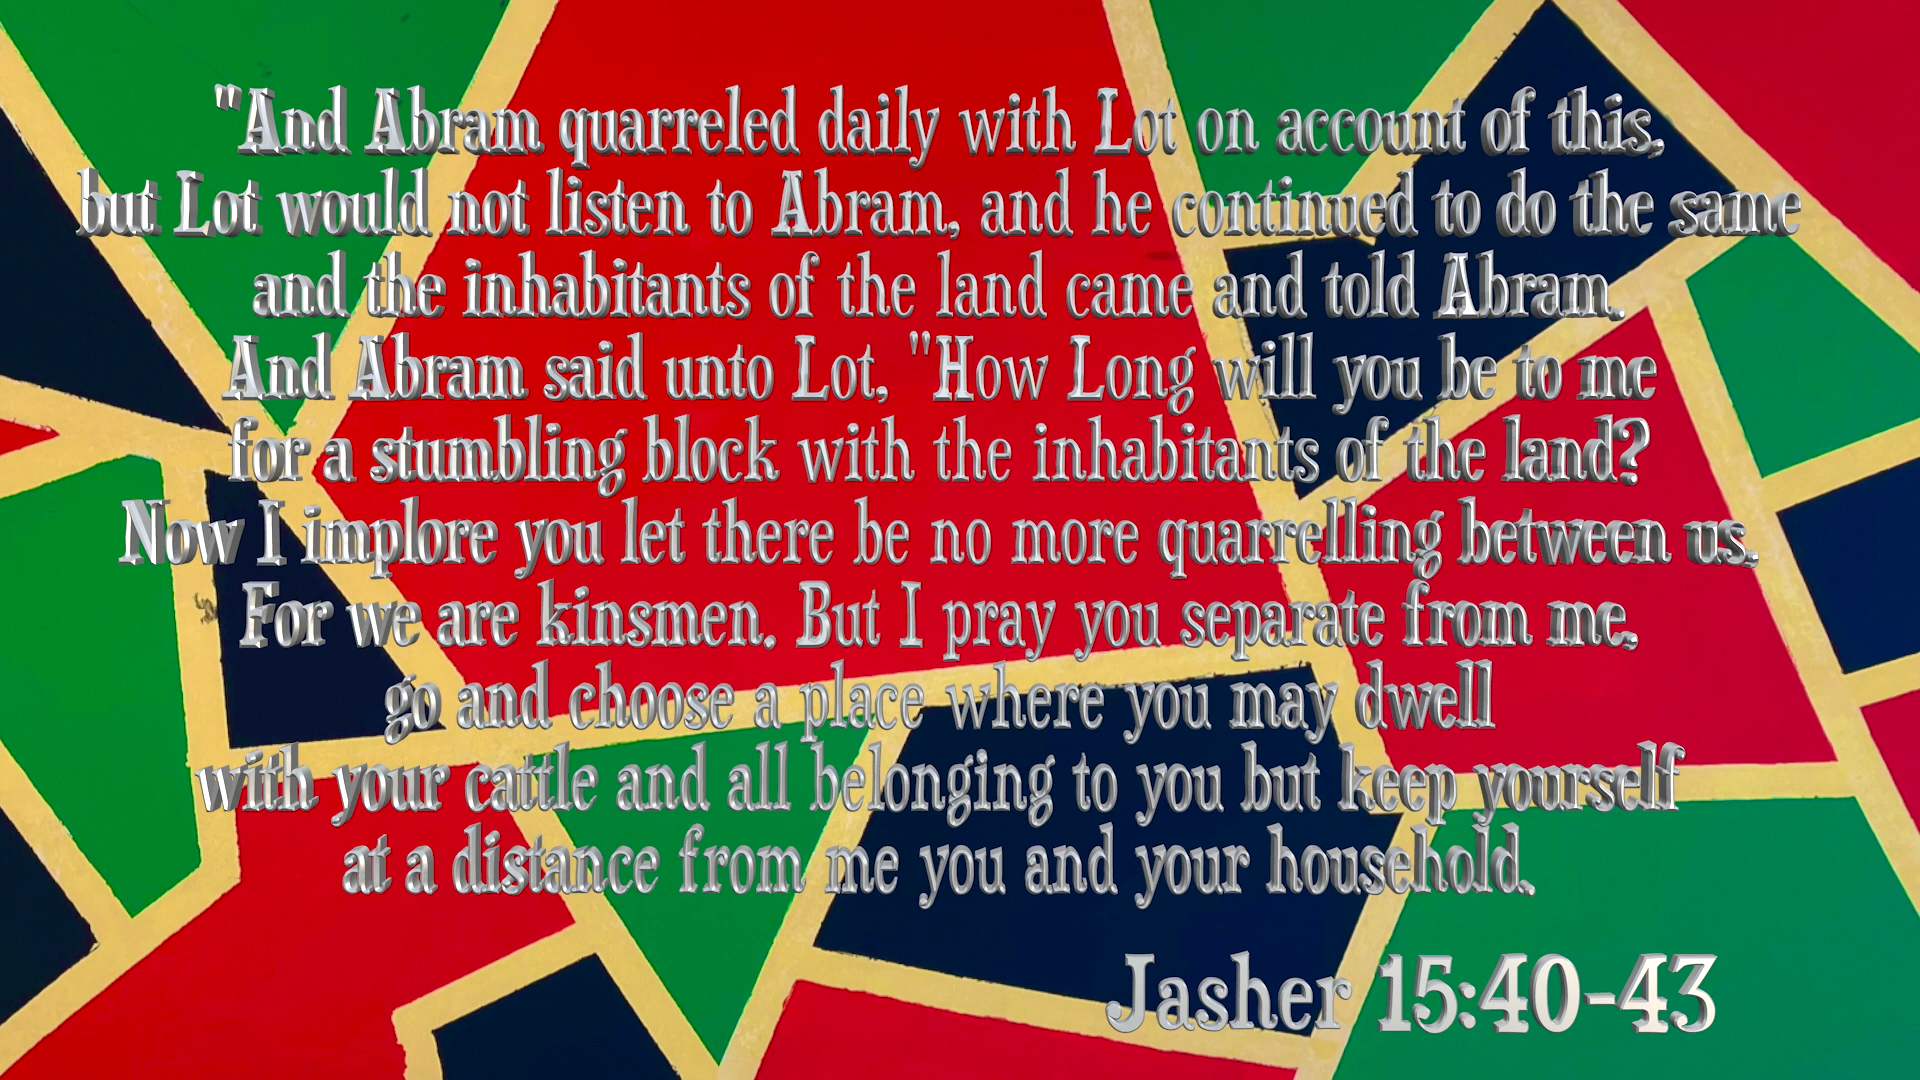 "And Abram quarreled daily with Lot on account of this,
but Lot would not listen to Abram, and he continued to do the same
and the inhabitants of the land came and told Abram.
And Abram said unto Lot, "How Long will you be to me
for a stumbling block with the inhabitants of the land?
Now I implore you let there be no more quarrelling between us.
For we are kinsmen. But I pray you separate from me,
go and choose a place where you may dwell
with your cattle and all belonging to you but keep yourself
at a distance from me you and your household.
Jasher 15:40-43